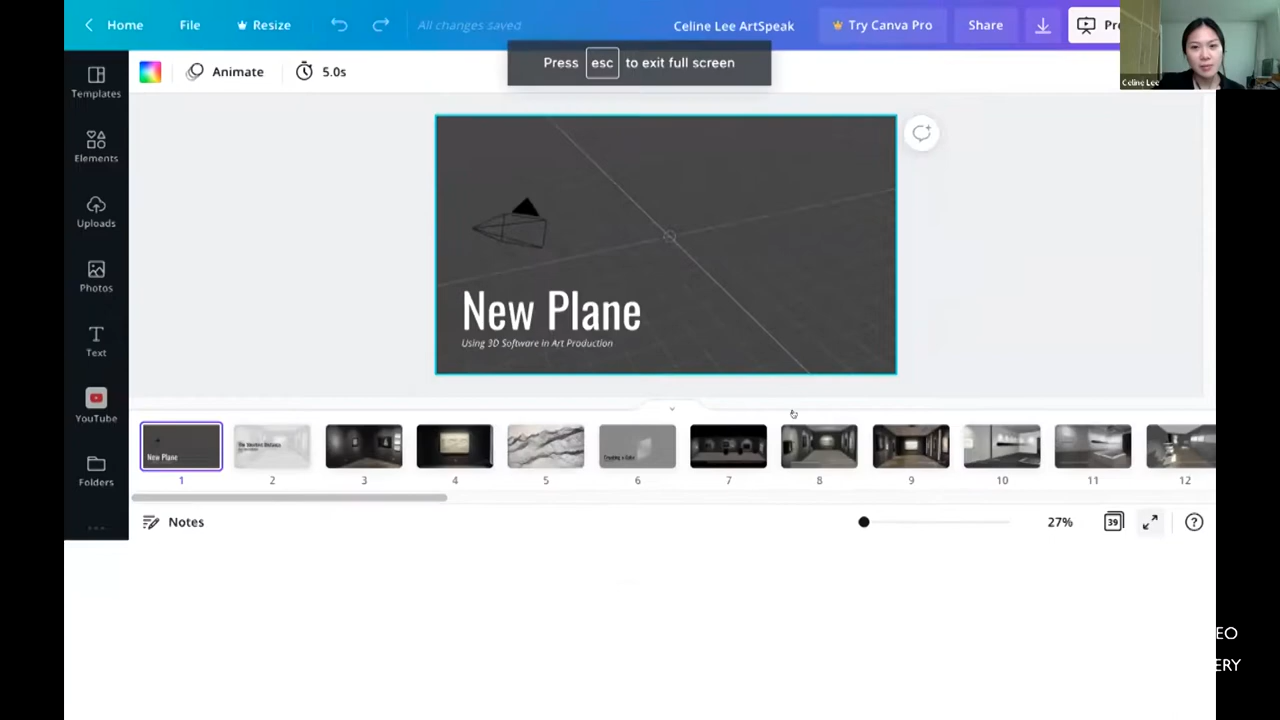 Home File Resize All changes saved Celine Lee ArtSpeak Try Canva Pro Share
Press esc to exit full screen
Celine Lee
Templates
Animate 5.0s
Elements
Uploads
Photos
Text
YouTube
Folders
New Plane
Using 3D Software in Art Production
New Plane
1 2 3 4 5 6 7 8 9 10 11 12
Notes 27% 39 ?
EO
ERY